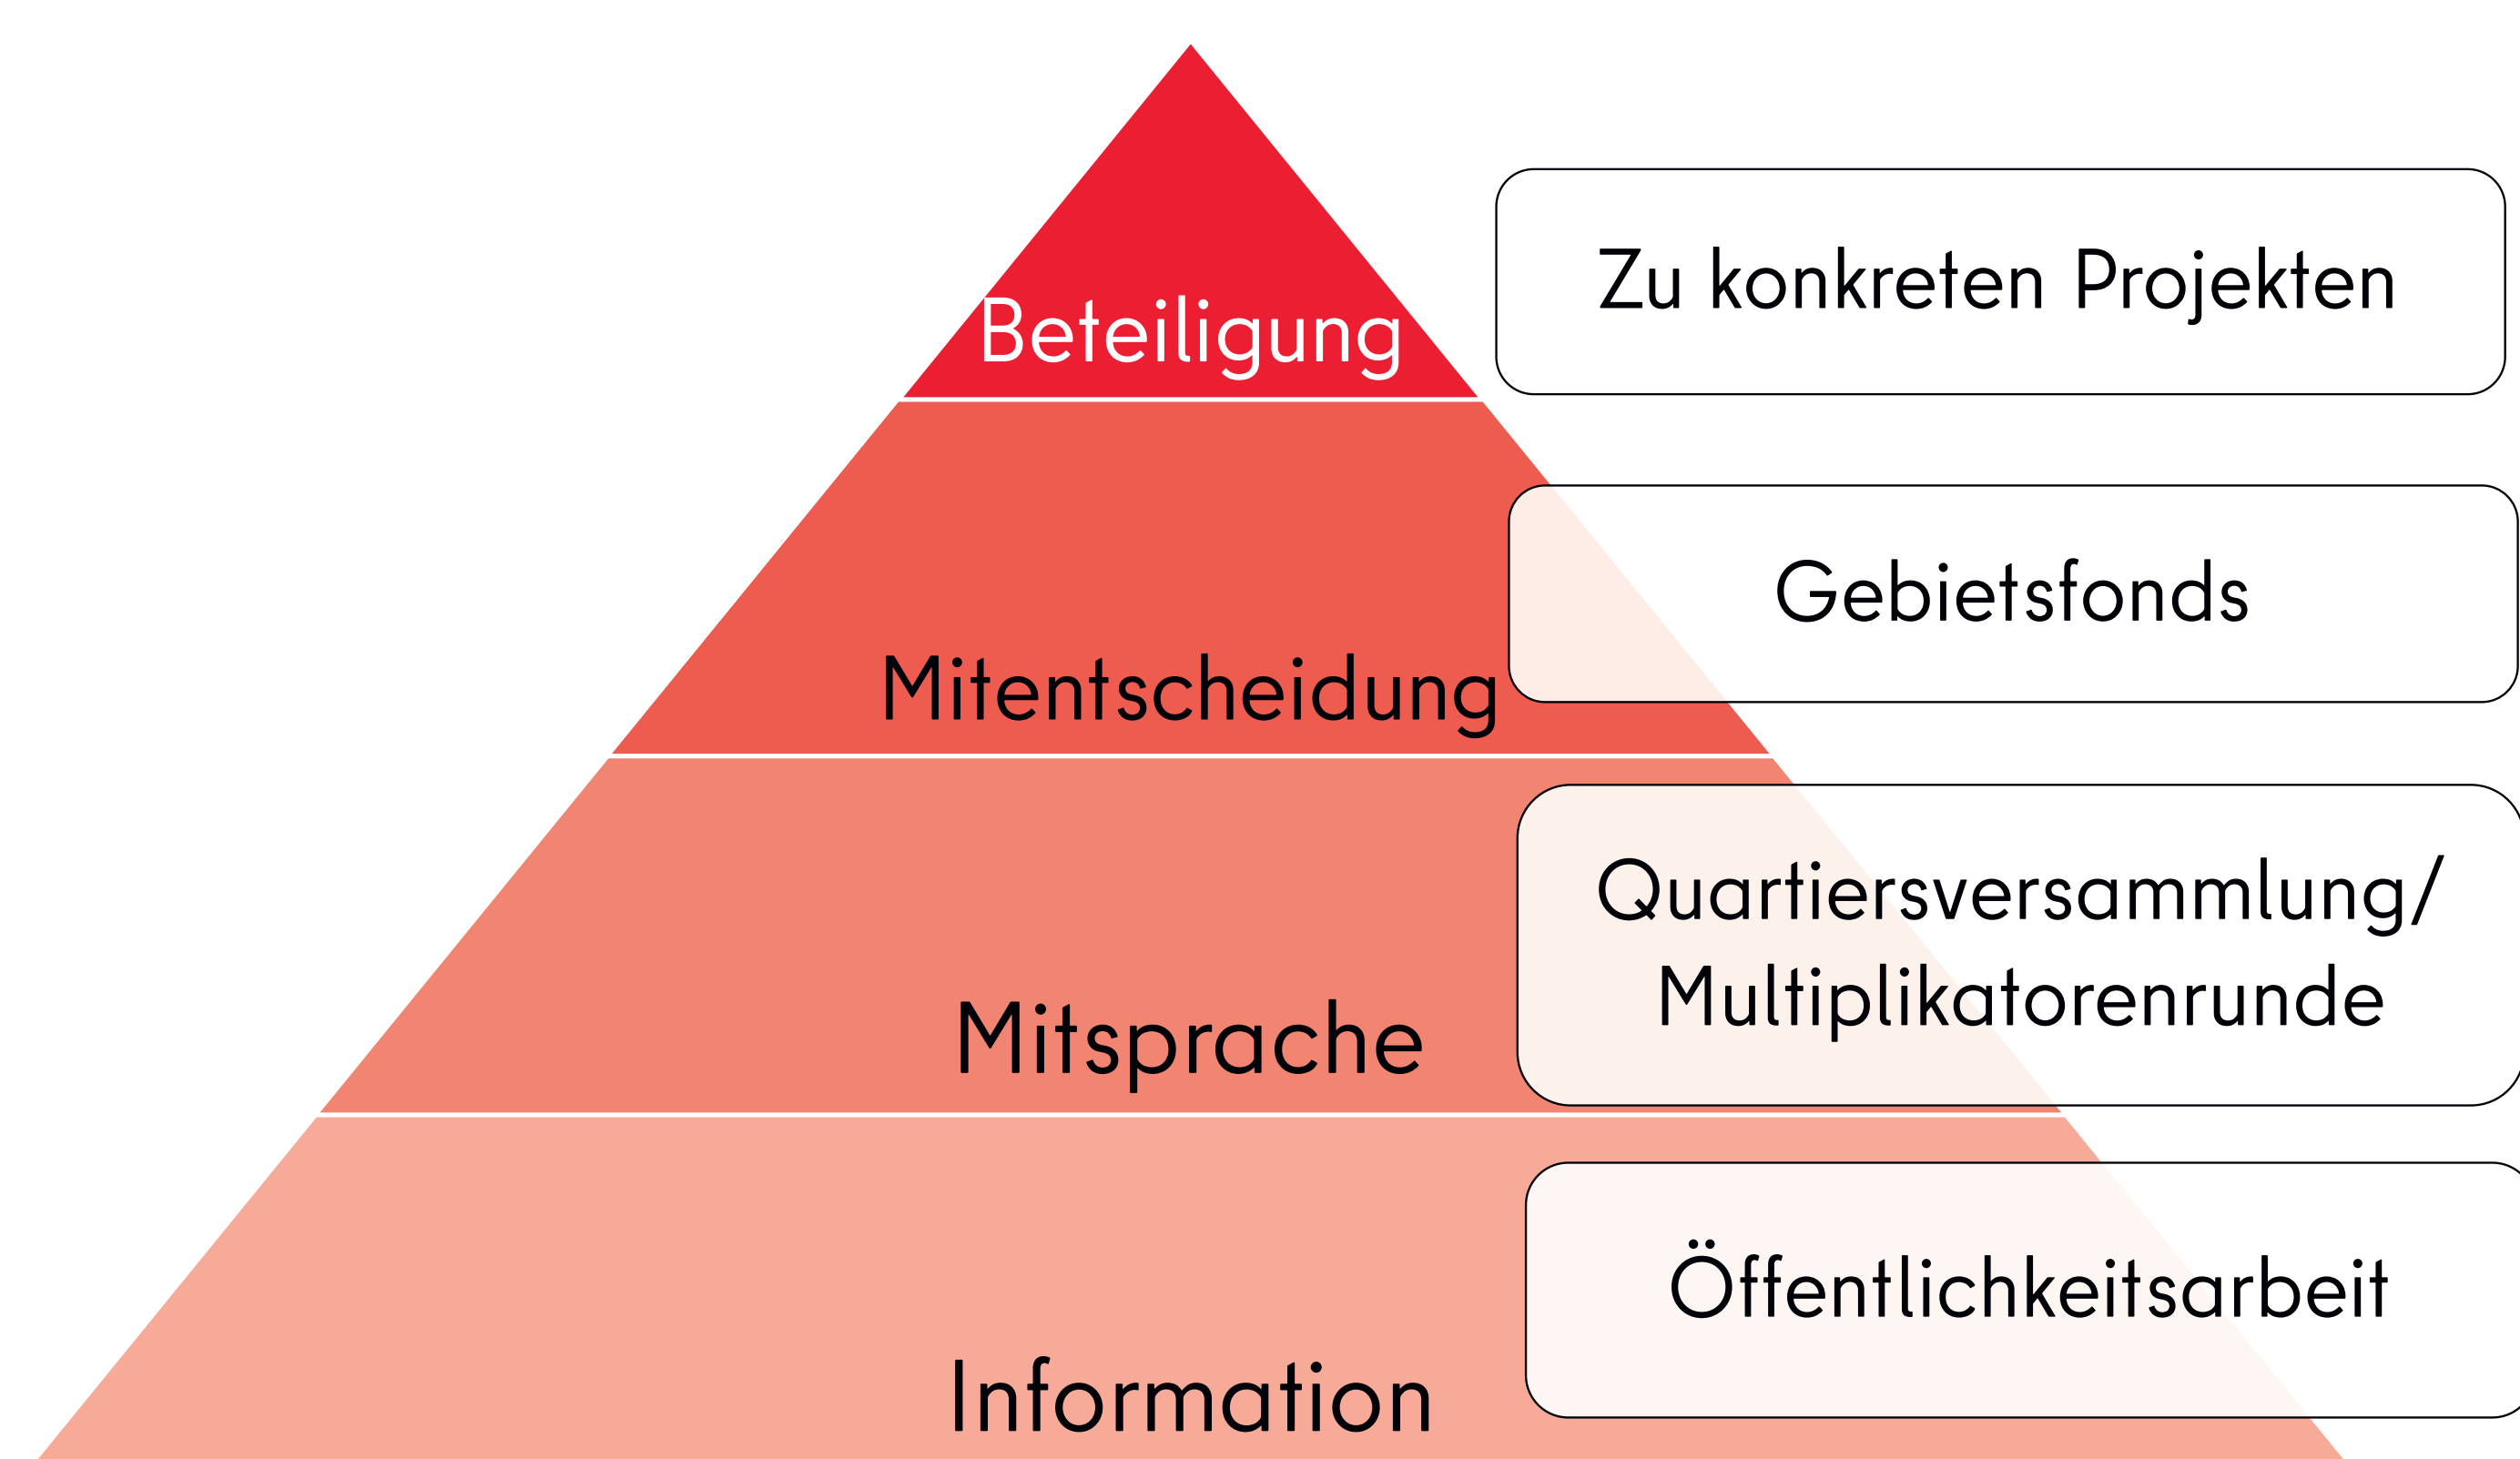 Beteiligung
Zu konkreten Projekten
Mitentscheidung
Gebietsfonds
Mitsprache
Quartiersversammlung/
Multiplikatorenrunde
Information
Öffentlichkeitsarbeit